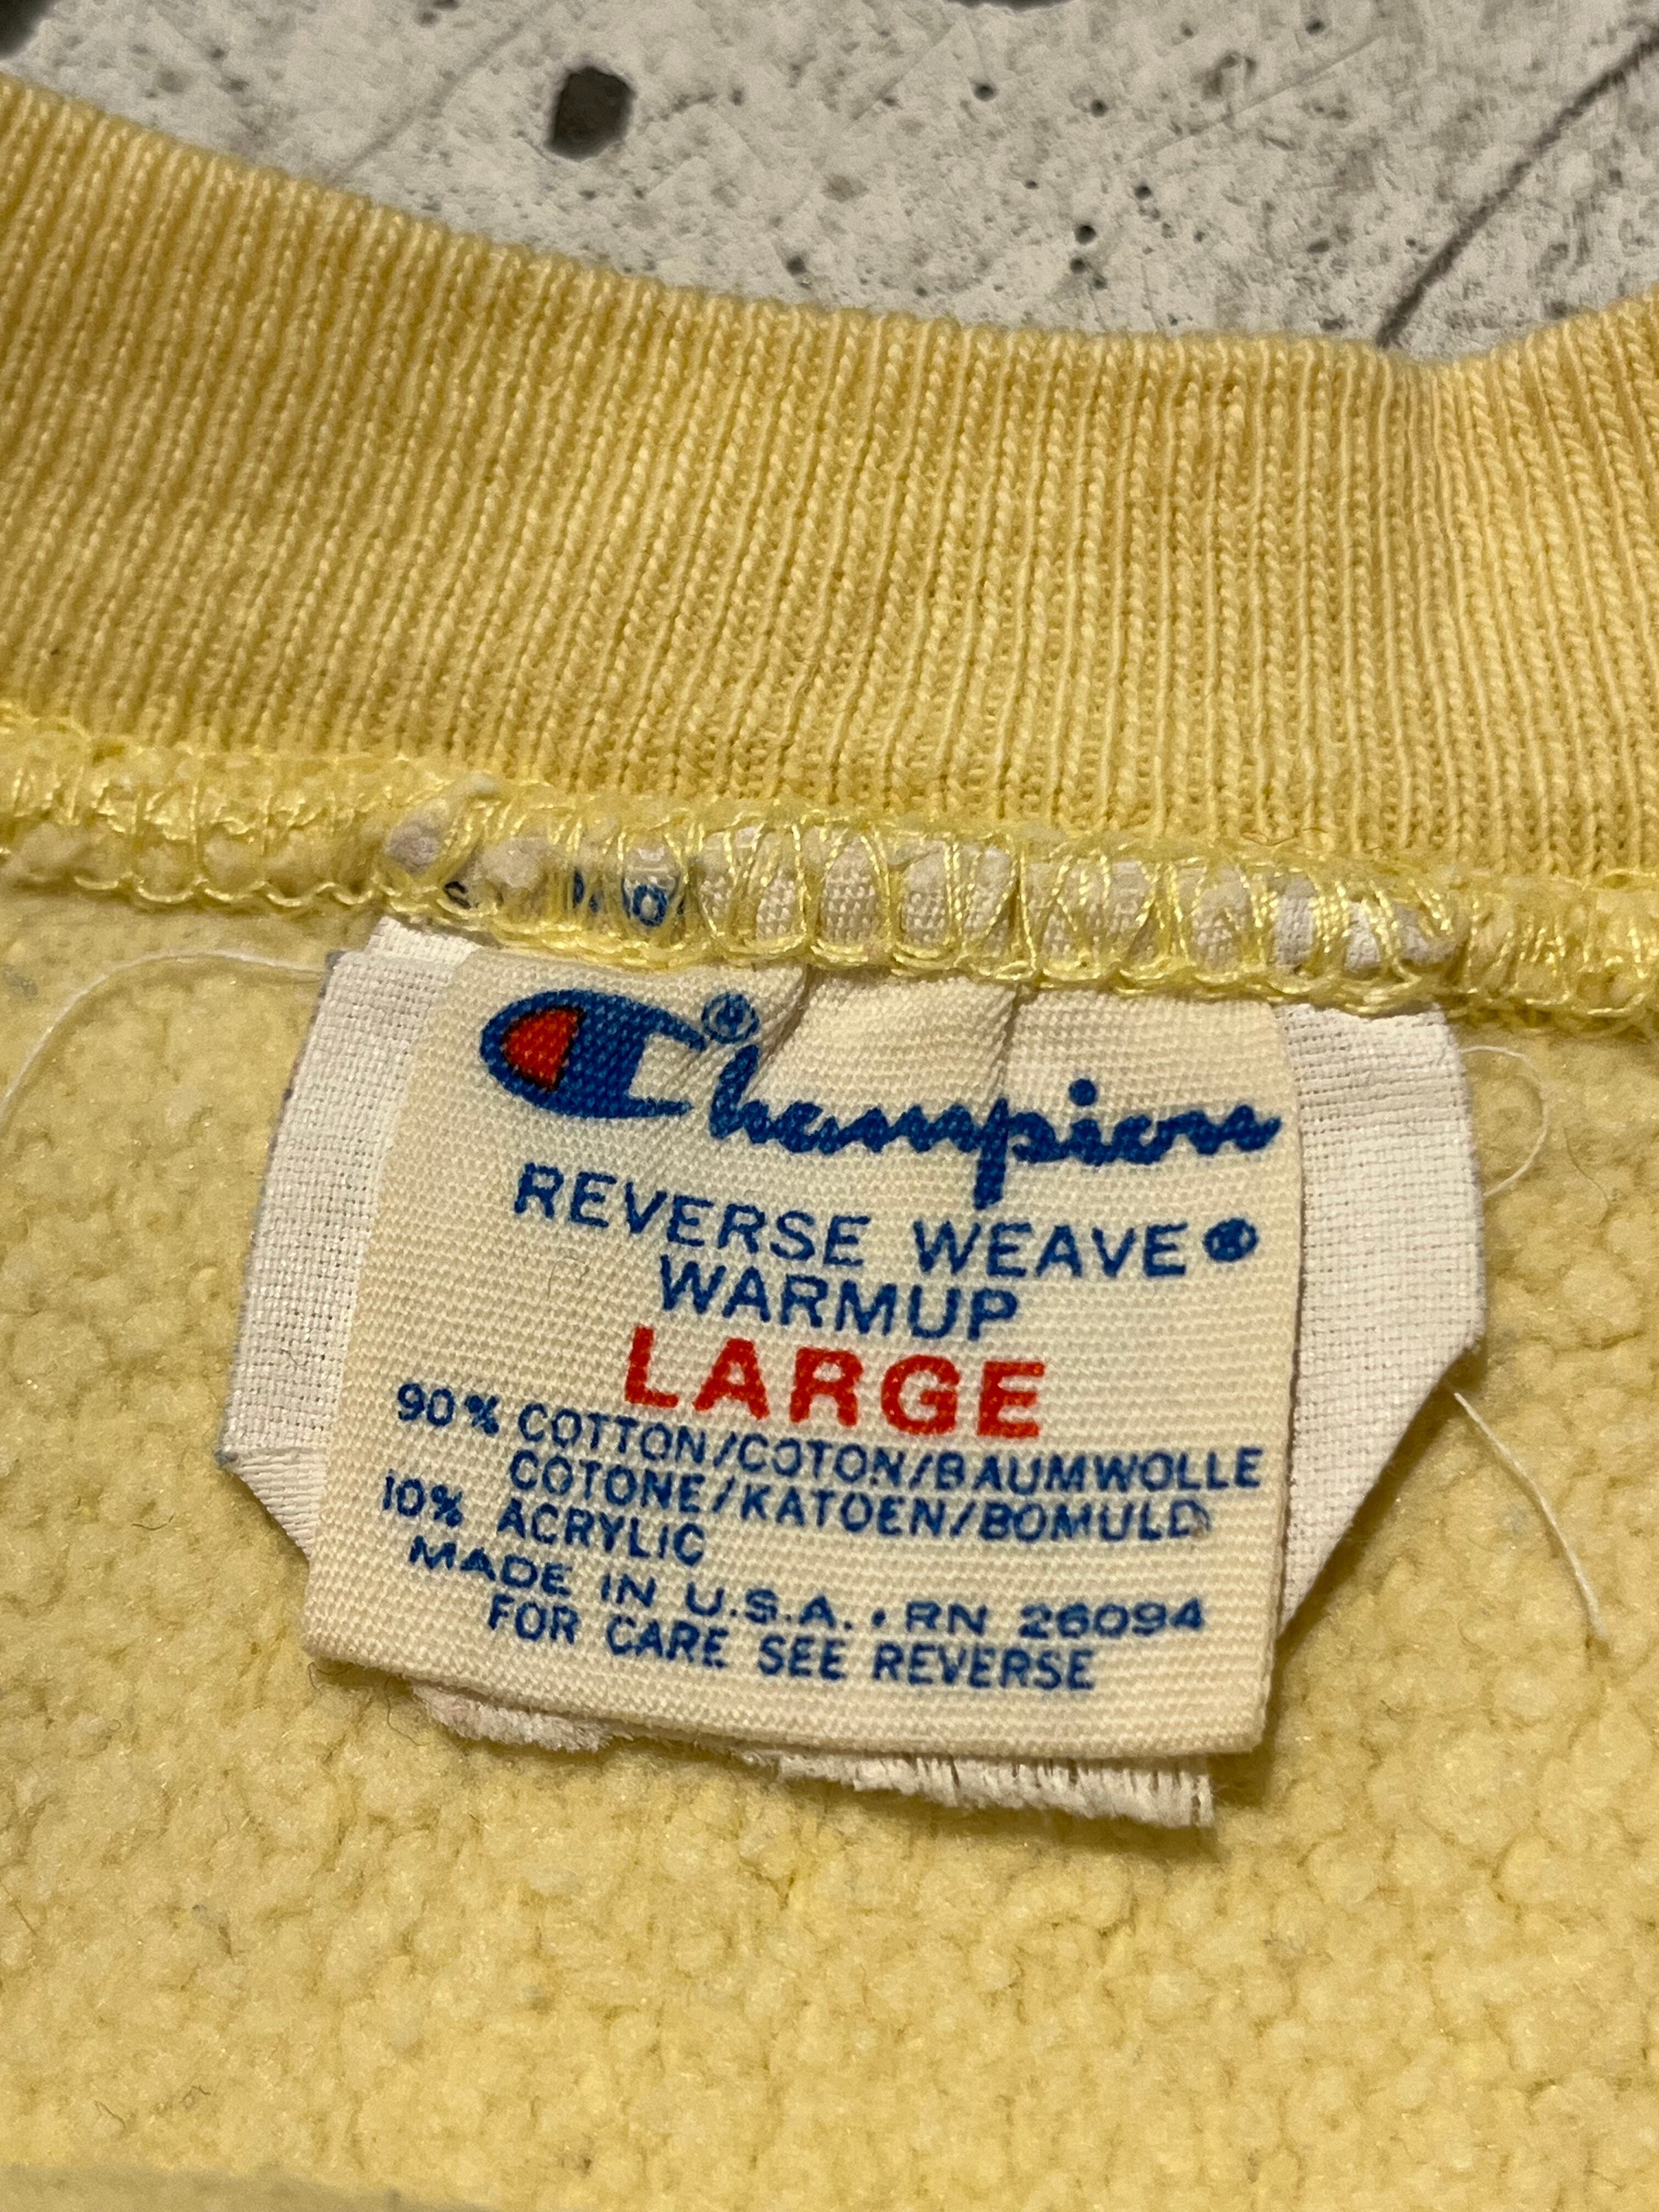 Champion®
REVERSE WEAVE®
WARMUP
LARGE
90% COTTON/COTON/BAUMWOLLE
COTONE/KATOEN/BOMULD
10% ACRYLIC
MADE IN U.S.A. • RN 26094
FOR CARE SEE REVERSE